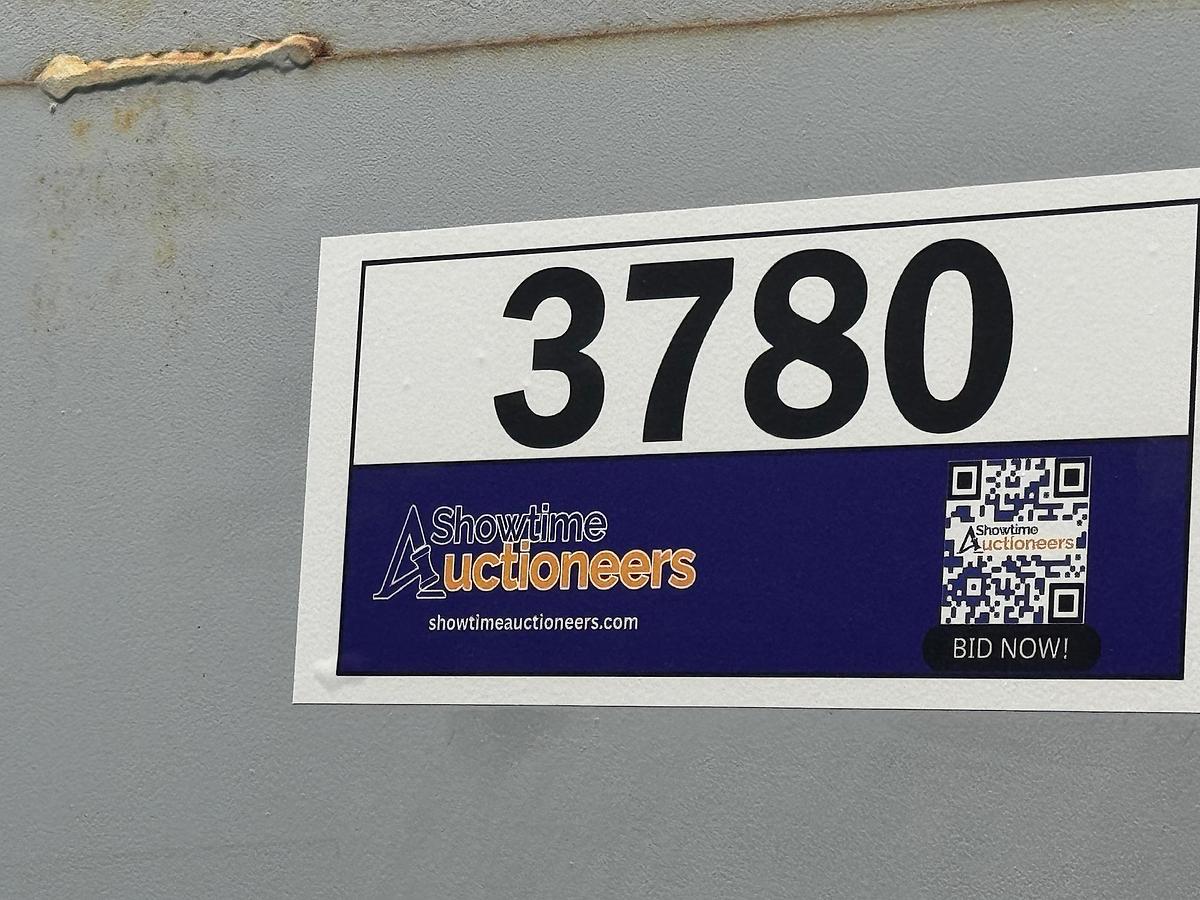 3780
Showtime
Auctioneers
showtimeauctioneers.com
Showtime
Auctioneers
BID NOW!